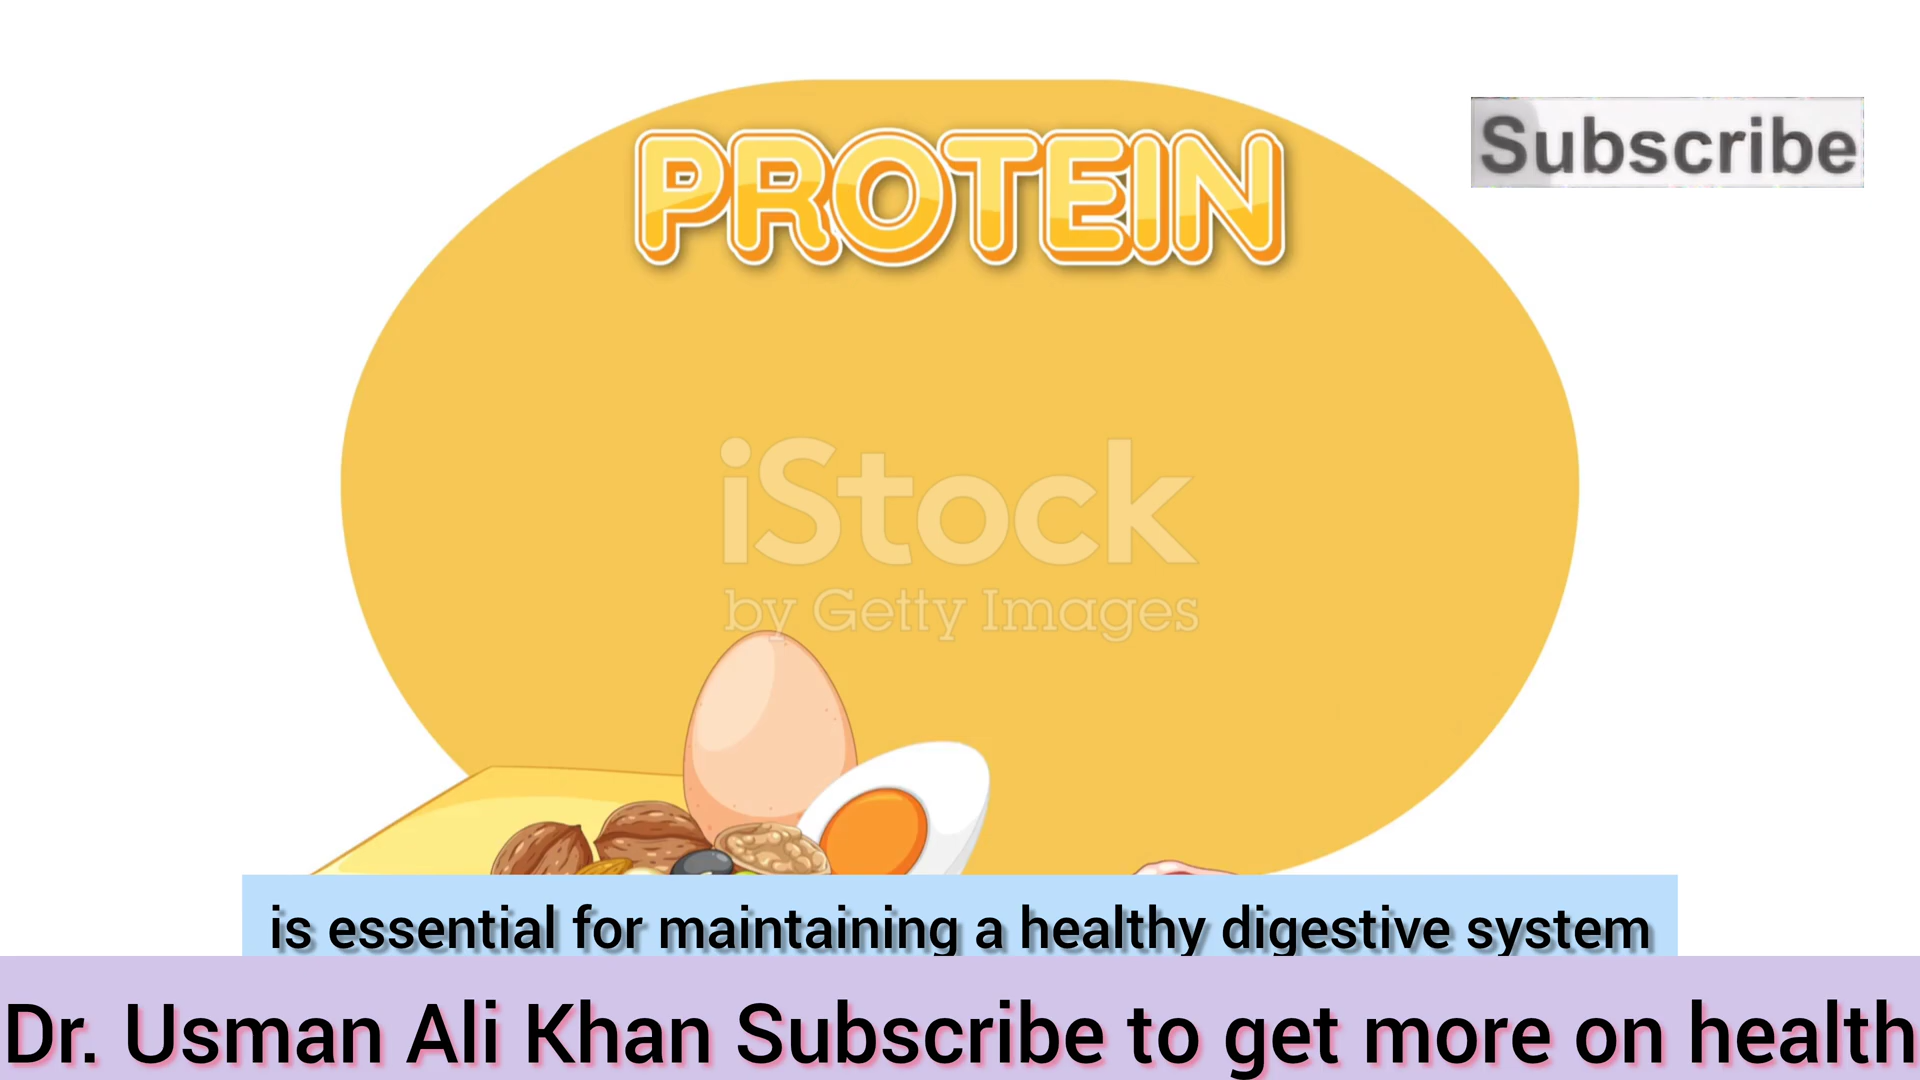 PROTEIN
Subscribe
iStock
by Getty Images
is essential for maintaining a healthy digestive system
Dr. Usman Ali Khan Subscribe to get more on health